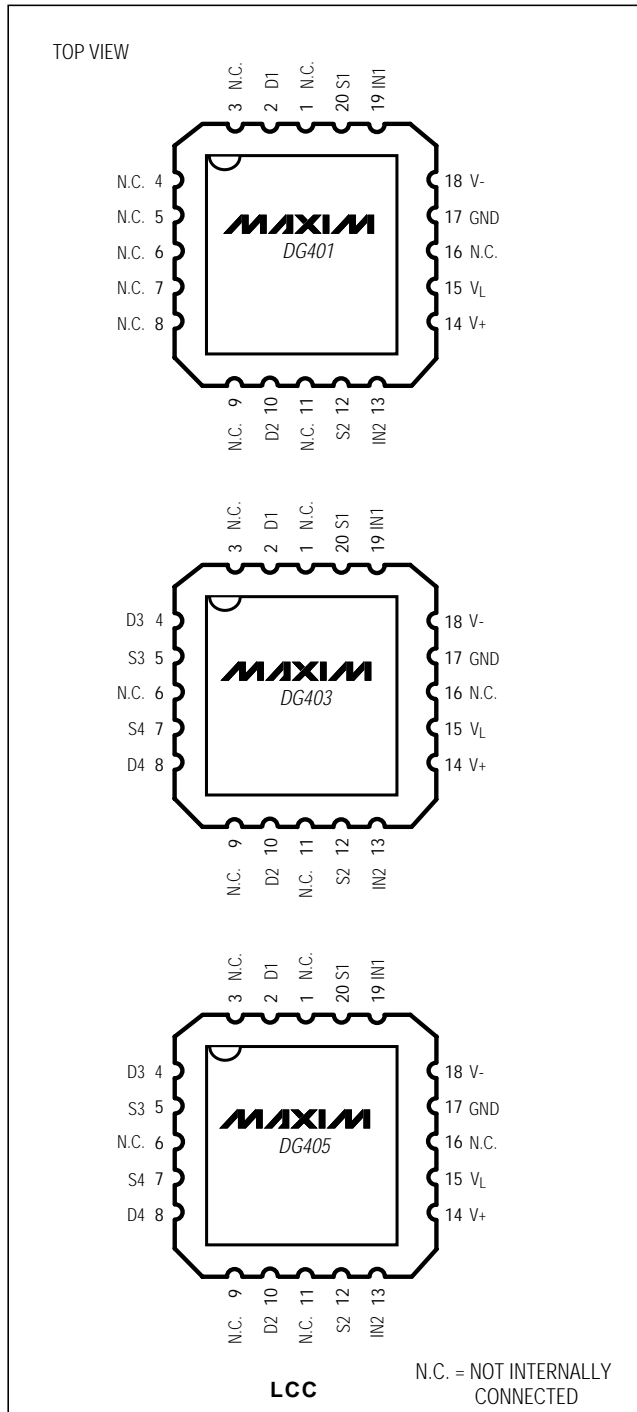 TOP VIEW
3 N.C.
2 D1
1 N.C.
20 S1
19 IN1
N.C. 4
N.C. 5
N.C. 6
N.C. 7
N.C. 8
MAXIM
DG401
18 V-
17 GND
16 N.C.
15 VL
14 V+
N.C. 9
D2 10
N.C. 11
S2 12
IN2 13
3 N.C.
2 D1
1 N.C.
20 S1
19 IN1
D3 4
S3 5
N.C. 6
S4 7
D4 8
MAXIM
DG403
18 V-
17 GND
16 N.C.
15 VL
14 V+
N.C. 9
D2 10
N.C. 11
S2 12
IN2 13
3 N.C.
2 D1
1 N.C.
20 S1
19 IN1
D3 4
S3 5
N.C. 6
S4 7
D4 8
MAXIM
DG405
18 V-
17 GND
16 N.C.
15 VL
14 V+
N.C. 9
D2 10
N.C. 11
S2 12
IN2 13
LCC
N.C. = NOT INTERNALLY
CONNECTED